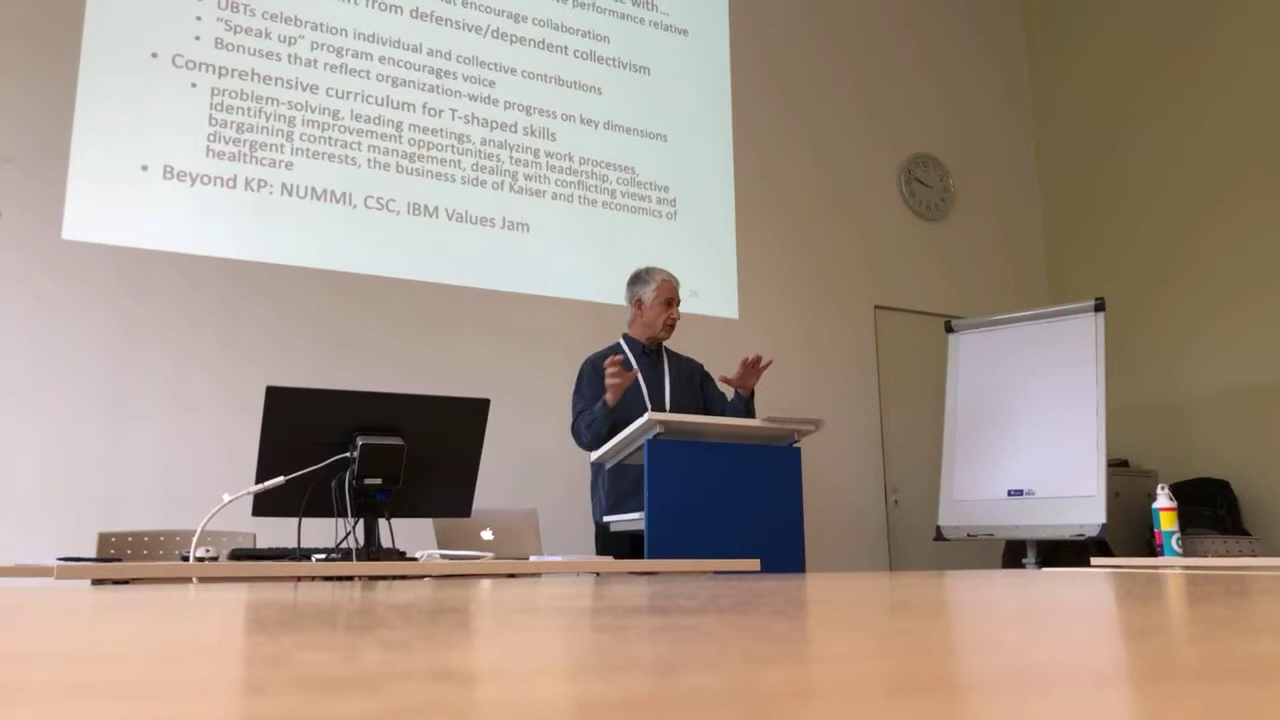 with...
performance relative
encourage collaboration
from defensive/dependent collectivism
• UBTs celebration individual and collective contributions
• “Speak up” program encourages voice
• Bonuses that reflect organization-wide progress on key dimensions
• Comprehensive curriculum for T-shaped skills
• problem-solving, leading meetings, analyzing work processes,
identifying improvement opportunities, team leadership, collective
bargaining contract management, dealing with conflicting views and
divergent interests, the business side of Kaiser and the economics of
healthcare
• Beyond KP: NUMMI, CSC, IBM Values Jam